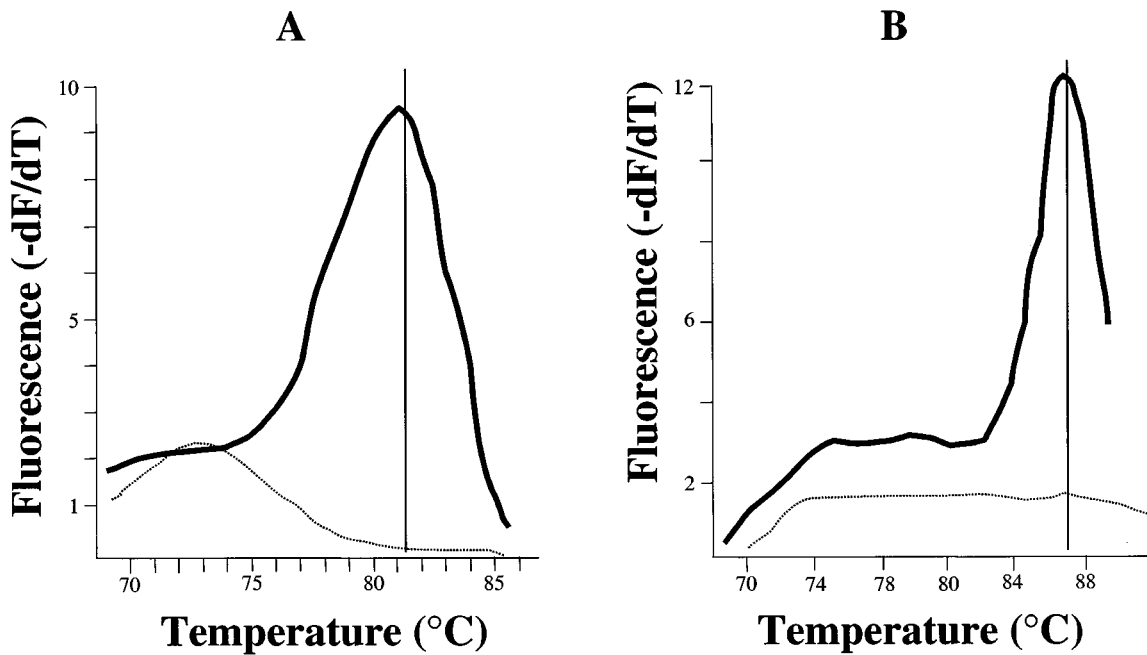 A
Fluorescence (-dF/dT)
10
5
1
70 75 80 85
Temperature (°C)
B
Fluorescence (-dF/dT)
12
6
2
70 74 78 80 84 88
Temperature (°C)